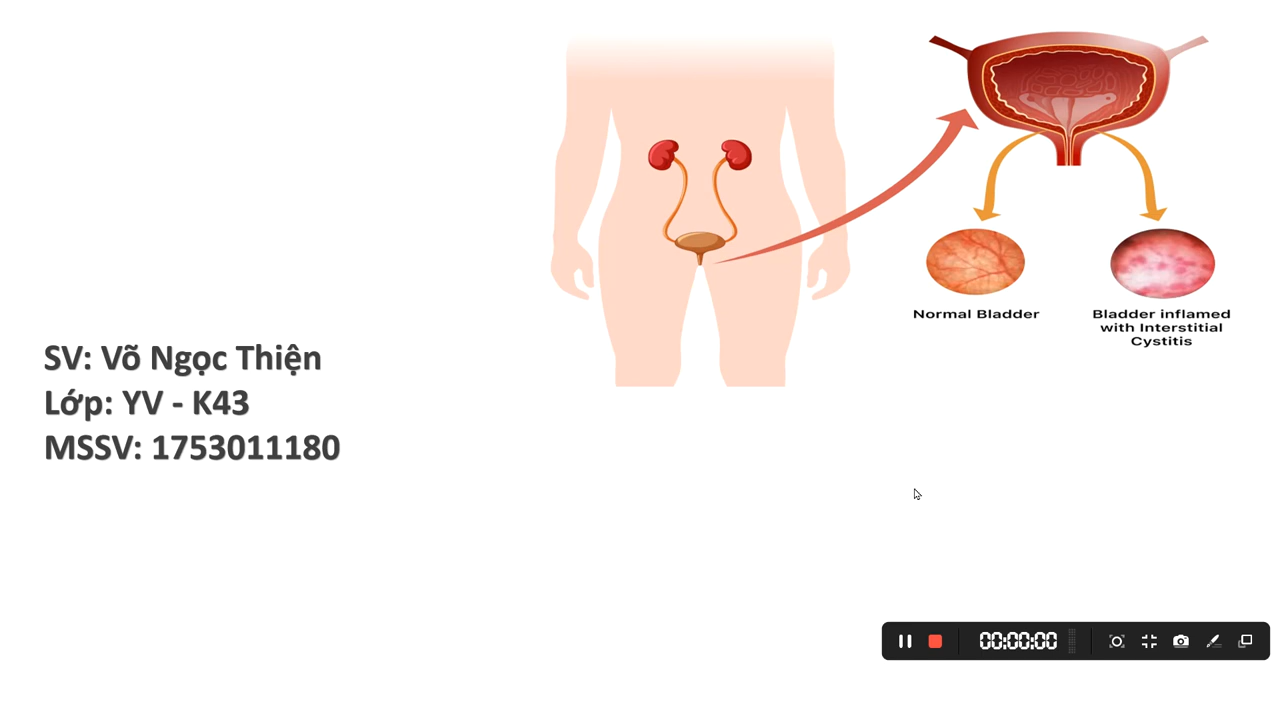 SV: Võ Ngọc Thiện
Lớp: YV - K43
MSSV: 1753011180
Normal Bladder
Bladder inflamed
with Interstitial
Cystitis
00:00:00